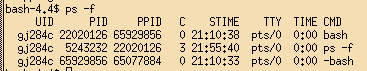 bash-4.4$ ps -f
UID PID PPID C STIME TTY TIME CMD
gj284c 22020126 65929856 0 21:10:38 pts/0 0:00 bash
gj284c 5243232 22020126 3 21:55:40 pts/0 0:00 ps -f
gj284c 65929856 65077884 0 21:10:33 pts/0 0:00 -bash